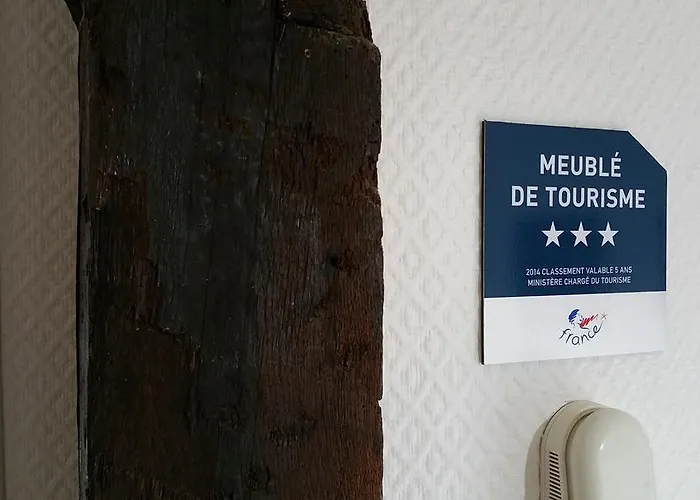 MEUBLÉ
DE TOURISME
2014 CLASSEMENT VALABLE 5 ANS
MINISTÈRE CHARGÉ DU TOURISME
france